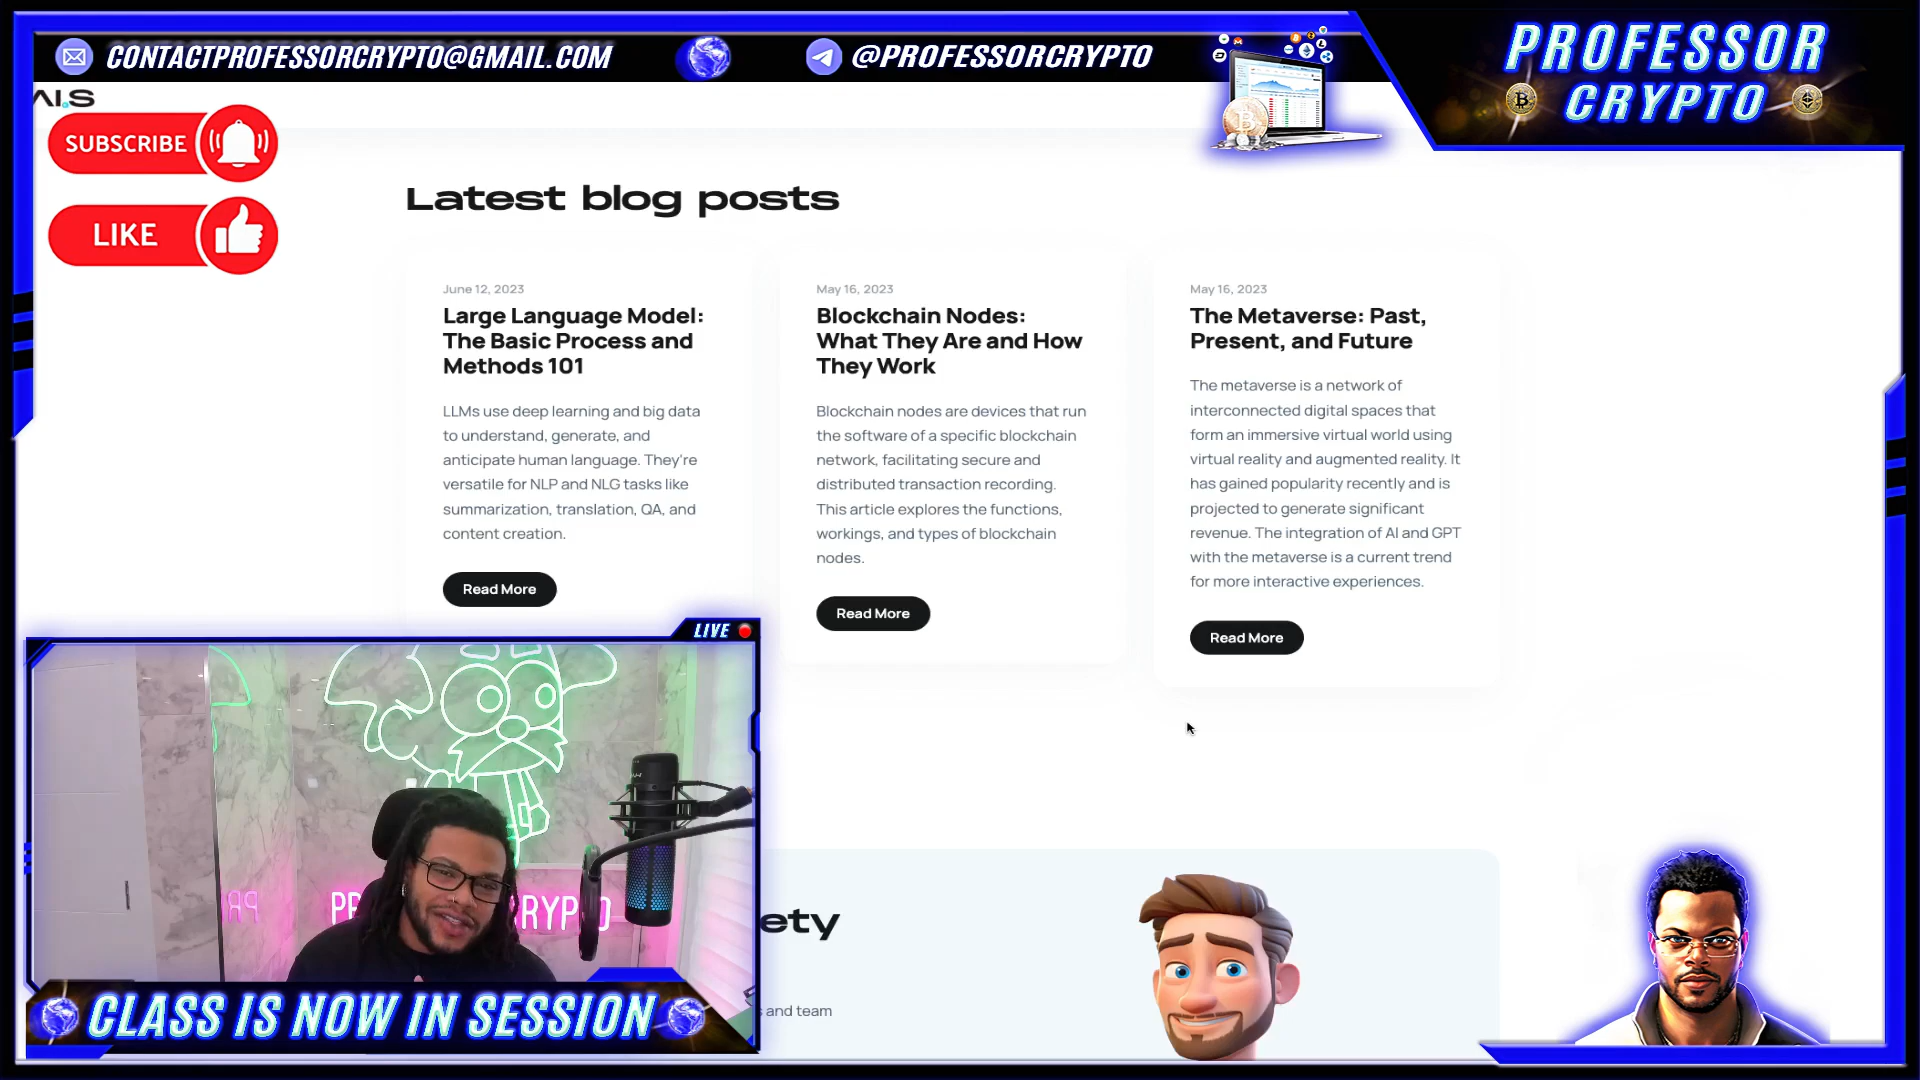 CONTACTPROFESSORCRYPTO@GMAIL.COM
@PROFESSORCRYPTO
PROFESSOR
CRYPTO
AI.S
SUBSCRIBE
LIKE
Latest blog posts
June 12, 2023
Large Language Model:
The Basic Process and
Methods 101
LLMs use deep learning and big data
to understand, generate, and
anticipate human language. They're
versatile for NLP and NLG tasks like
summarization, translation, QA, and
content creation.
Read More
May 16, 2023
Blockchain Nodes:
What They Are and How
They Work
Blockchain nodes are devices that run
the software of a specific blockchain
network, facilitating secure and
distributed transaction recording.
This article explores the functions,
workings, and types of blockchain
nodes.
Read More
May 16, 2023
The Metaverse: Past,
Present, and Future
The metaverse is a network of
interconnected digital spaces that
form an immersive virtual world using
virtual reality and augmented reality. It
has gained popularity recently and is
projected to generate significant
revenue. The integration of AI and GPT
with the metaverse is a current trend
for more interactive experiences.
Read More
LIVE
ety
s and team
CLASS IS NOW IN SESSION